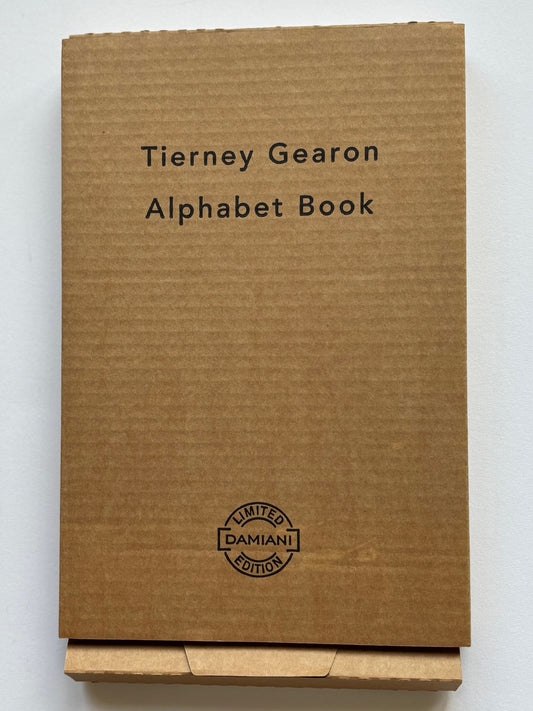 Tierney Gearon
Alphabet Book
LIMITED
DAMIANI
EDITION